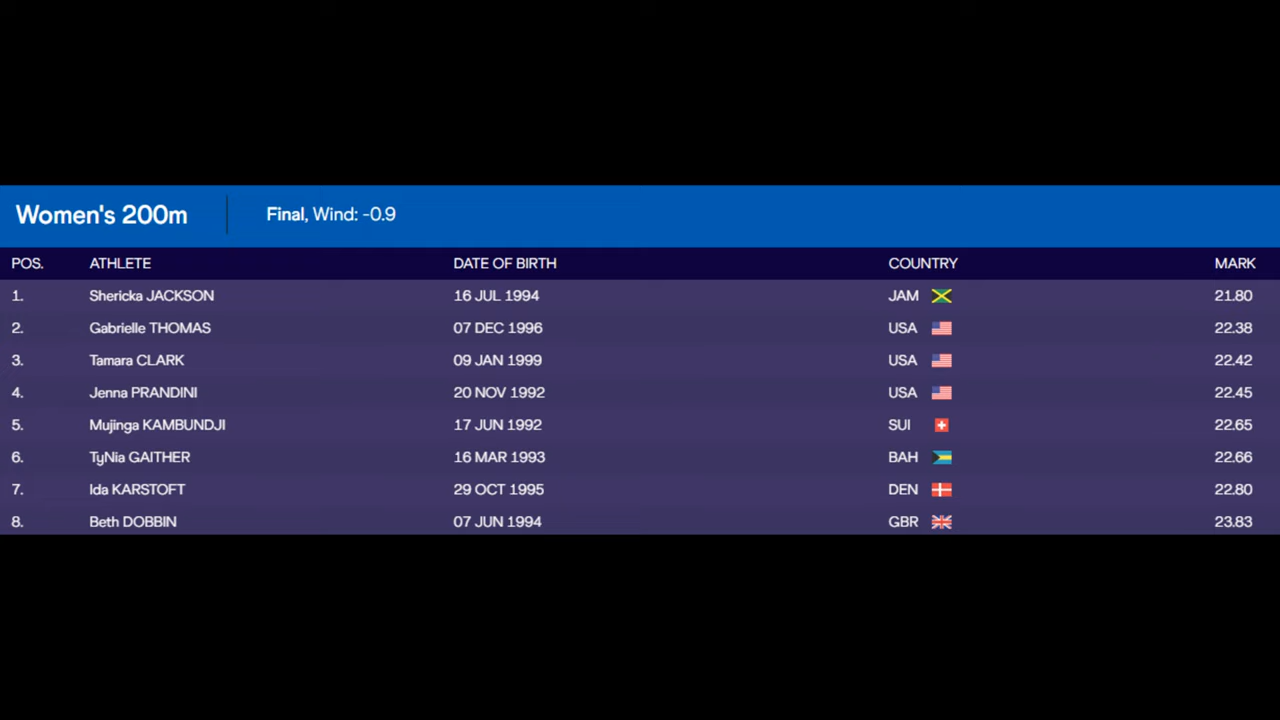 Women's 200m Final, Wind: -0.9
POS. ATHLETE DATE OF BIRTH COUNTRY MARK
1. Shericka JACKSON 16 JUL 1994 JAM 21.80
2. Gabrielle THOMAS 07 DEC 1996 USA 22.38
3. Tamara CLARK 09 JAN 1999 USA 22.42
4. Jenna PRANDINI 20 NOV 1992 USA 22.45
5. Mujinga KAMBUNDJI 17 JUN 1992 SUI 22.65
6. TyNia GAITHER 16 MAR 1993 BAH 22.66
7. Ida KARSTOFT 29 OCT 1995 DEN 22.80
8. Beth DOBBIN 07 JUN 1994 GBR 23.83